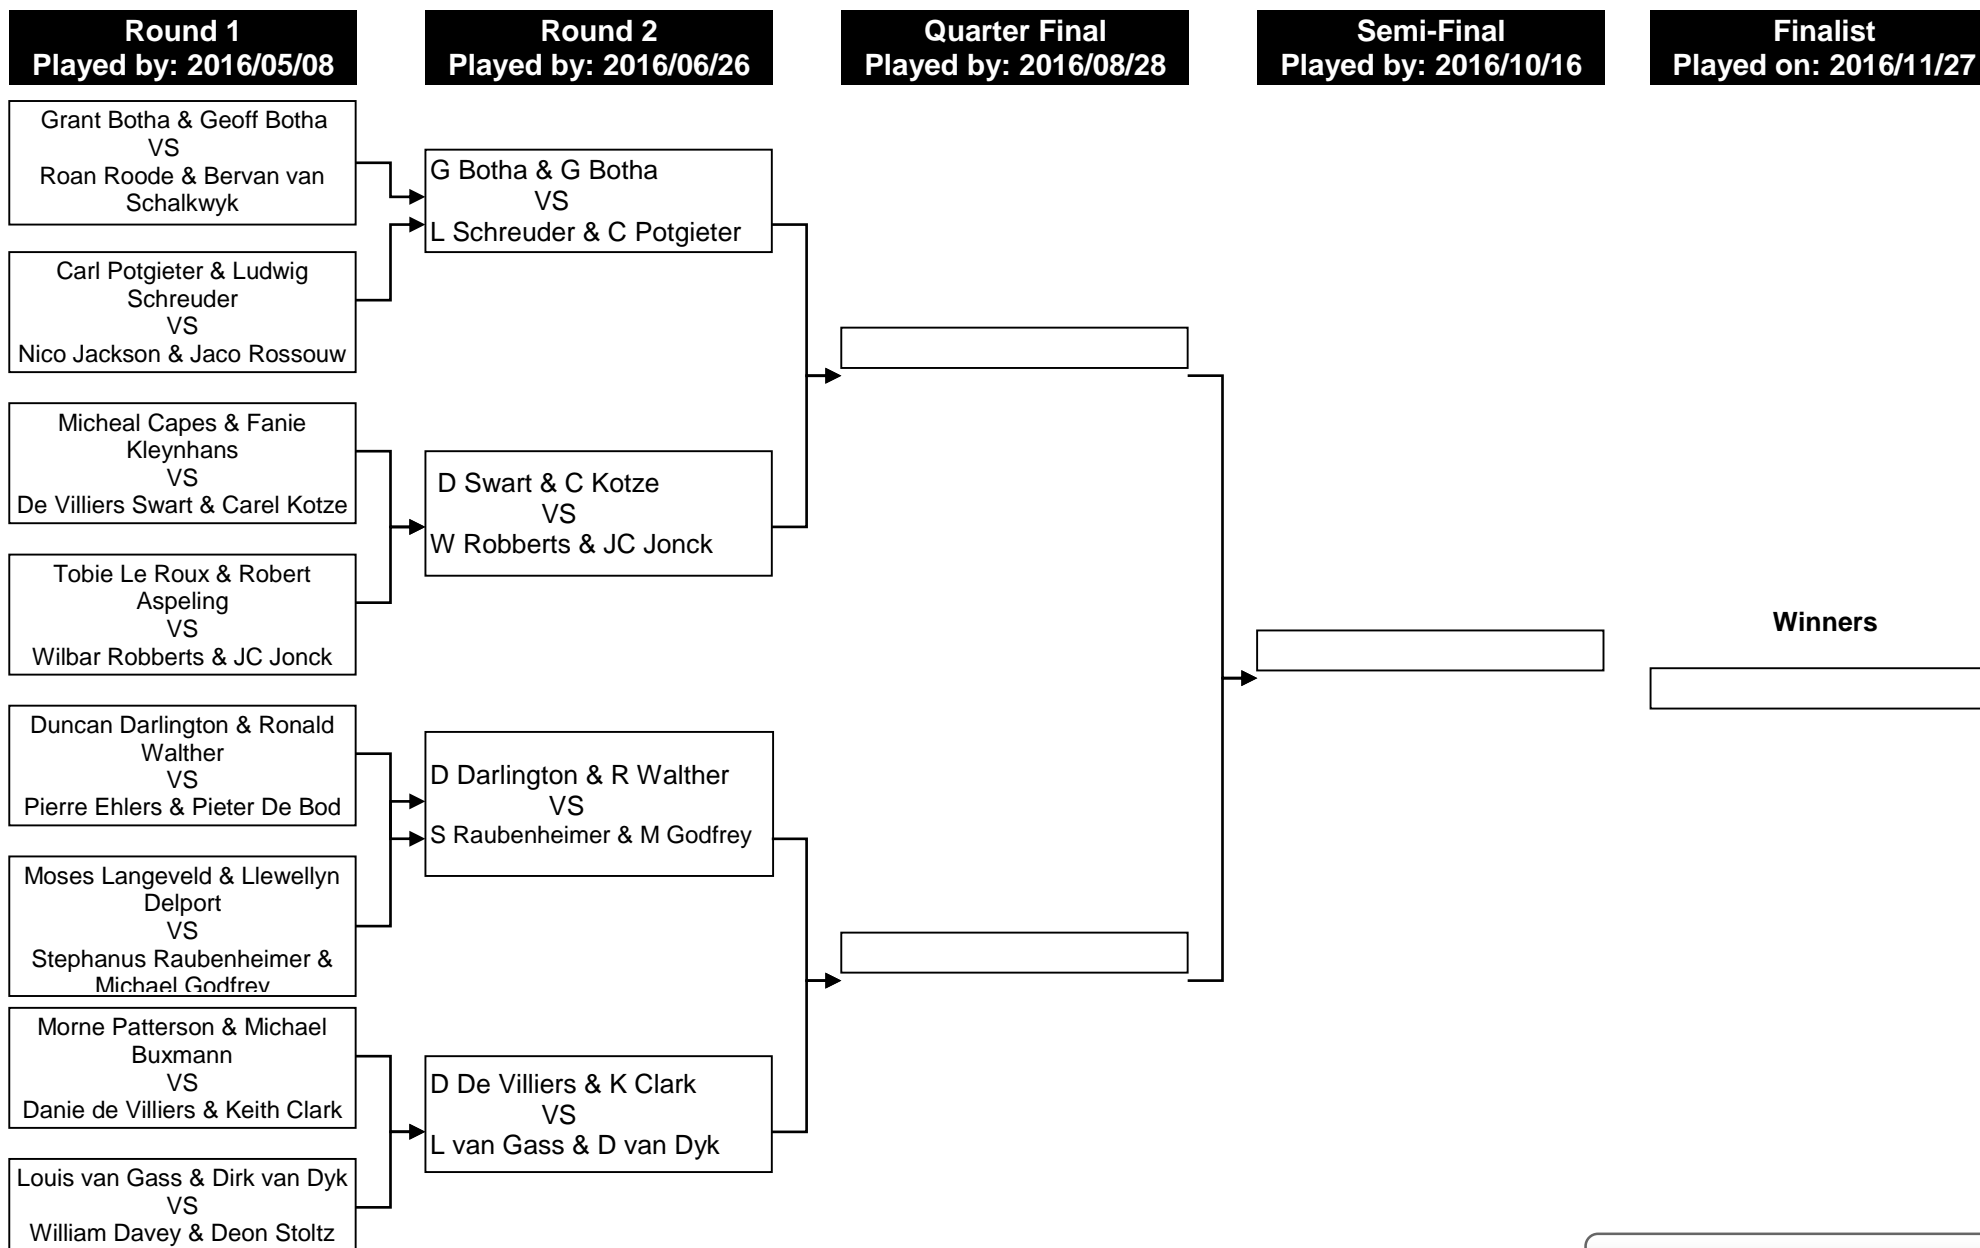 Round 1
Played by: 2016/05/08
Round 2
Played by: 2016/06/26
Quarter Final
Played by: 2016/08/28
Semi-Final
Played by: 2016/10/16
Finalist
Played on: 2016/11/27
Grant Botha & Geoff Botha
VS
Roan Roode & Bervan van
Schalkwyk
Carl Potgieter & Ludwig
Schreuder
VS
Nico Jackson & Jaco Rossouw
Micheal Capes & Fanie
Kleynhans
VS
De Villiers Swart & Carel Kotze
Tobie Le Roux & Robert
Aspeling
VS
Wilbar Robberts & JC Jonck
Duncan Darlington & Ronald
Walther
VS
Pierre Ehlers & Pieter De Bod
Moses Langeveld & Llewellyn
Delport
VS
Stephanus Raubenheimer &
Michael Godfrey
Morne Patterson & Michael
Buxmann
VS
Danie de Villiers & Keith Clark
Louis van Gass & Dirk van Dyk
VS
William Davey & Deon Stoltz
G Botha & G Botha
VS
L Schreuder & C Potgieter
D Swart & C Kotze
VS
W Robberts & JC Jonck
D Darlington & R Walther
VS
S Raubenheimer & M Godfrey
D De Villiers & K Clark
VS
L van Gass & D van Dyk
Winners